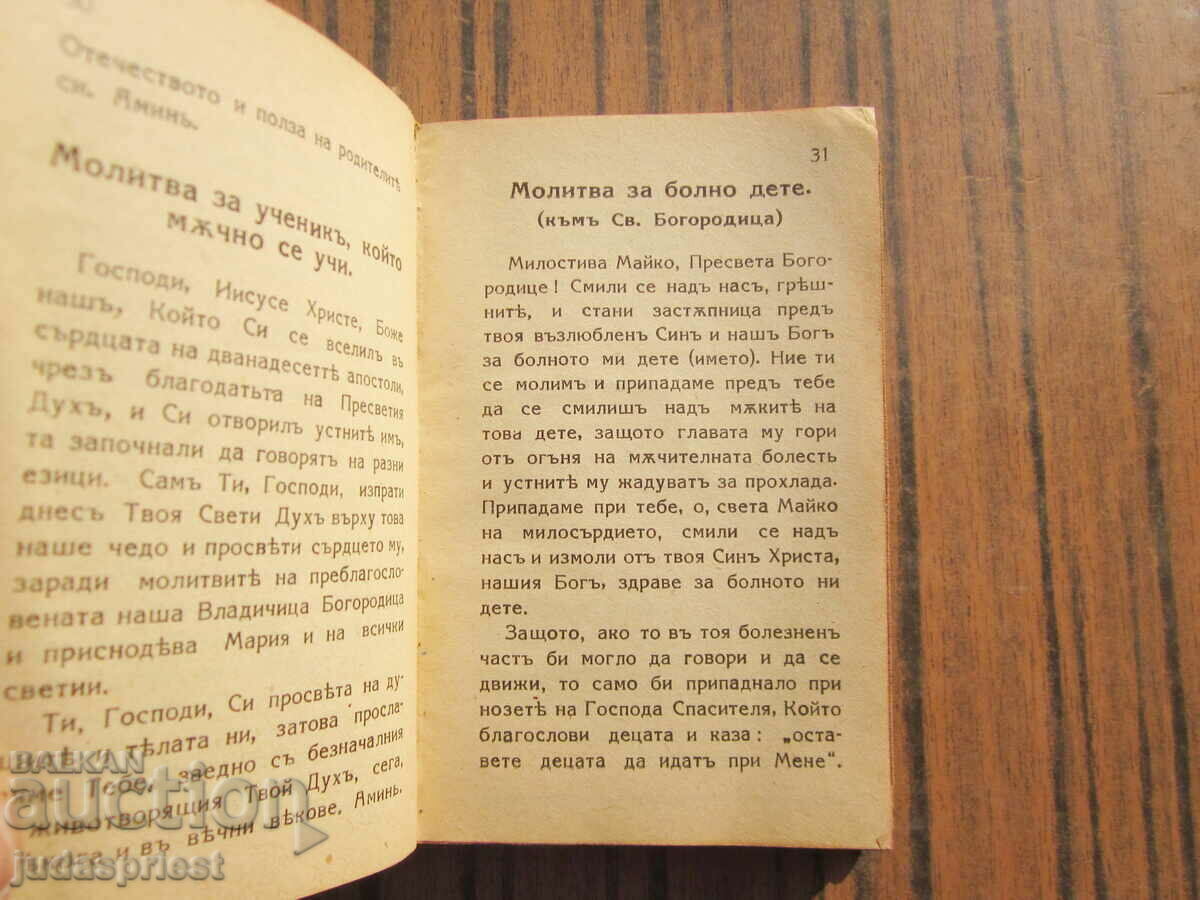 Отечеството и полза на родителитѣ
си. Аминь.
Молитва за ученикъ, който
мѫчно се учи.
Господи, Иисусе Христе, Боже
нашъ, Който Си се вселилъ въ
сърдцата на дванадесеттѣ апостоли,
чрезъ благодатьта на Пресветия
Духъ, и Си отворилъ устните имъ,
та започнали да говорятъ на разни
езици. Самъ Ти, Господи, изпрати
днесъ Твоя Свети Духъ върху това
наше чедо и просвѣти сърдцето му,
заради молитвитѣ на преблагосло-
вената наша Владичица Богородица
и приснодѣва Мария и на всички
светии.
Ти, Господи, Си просвѣта на ду-
и тѣлата ни, затова просла-
ме Тебе, заедно съ безначалния
животворящия Твой Духъ, сега,
и въ вѣчни вѣкове. Аминь.
31
Молитва за болно дете.
(къмъ Св. Богородица)
Милостива Майко, Пресвета Бого-
родице! Смили се надъ насъ, грѣш-
нитѣ, и стани застѫпница предъ
твоя възлюбленъ Синъ и нашъ Богъ
за болното ми дете (името). Ние ти
се молимъ и припадаме предъ тебе
да се смилишъ надъ мѫкитѣ на
това дете, защото главата му гори
отъ огъня на мѫчителната болесть
и устнитѣ му жадуватъ за прохлада.
Припадаме при тебе, о, света Майко
на милосърдието, смили се надъ
насъ и измоли отъ твоя Синъ Христа,
нашия Богъ, здраве за болното ни
дете.
Защото, ако то въ тоя болезненъ
частъ би могло да говори и да се
движи, то само би припаднало при
нозетѣ на Господа Спасителя, Който
благослови децата и каза: „оста-
вете децата да идатъ при Мене“.
BALKAN
auction
judaspriest